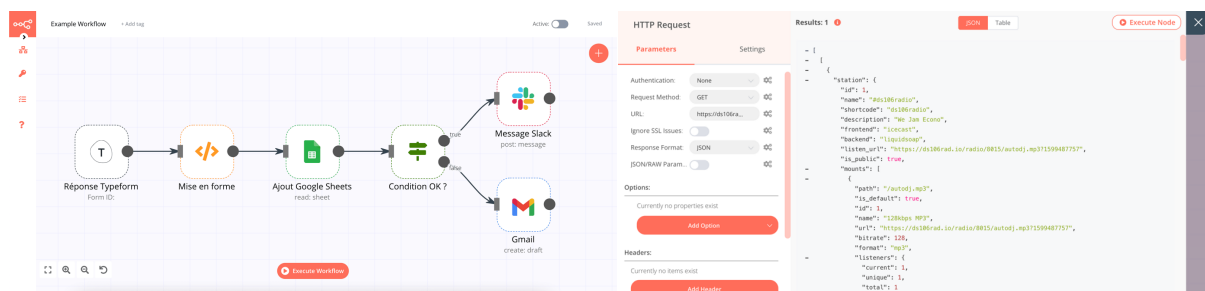 Example Workflow
+ Add tag
Active:
Saved
Réponse Typeform
Form ID:
Mise en forme
Ajout Google Sheets
read: sheet
Condition OK ?
true
false
Message Slack
post: message
Gmail
create: draft
T
Execute Workflow
HTTP Request
Parameters
Settings
Authentication:
None
Request Method:
GET
URL:
https://ds106ra...
Ignore SSL Issues:
Response Format:
JSON
JSON/RAW Param...
Options:
Currently no properties exist
Add Option
Headers:
Currently no items exist
Add Header
Results: 1
JSON
Table
Execute Node
- [
- [
- {
- "station": {
"id": 1,
"name": "#ds106radio",
"shortcode": "ds106radio",
"description": "We Jam Econo",
"frontend": "icecast",
"backend": "liquidsoap",
"listen_url": "https://ds106rad.io/radio/8015/autodj.mp3?1599487757",
"is_public": true,
- "mounts": [
- {
"path": "/autodj.mp3",
"is_default": true,
"id": 1,
"name": "128kbps MP3",
"url": "https://ds106rad.io/radio/8015/autodj.mp3?1599487757",
"bitrate": 128,
"format": "mp3",
- "listeners": {
"current": 1,
"unique": 1,
"total": 1